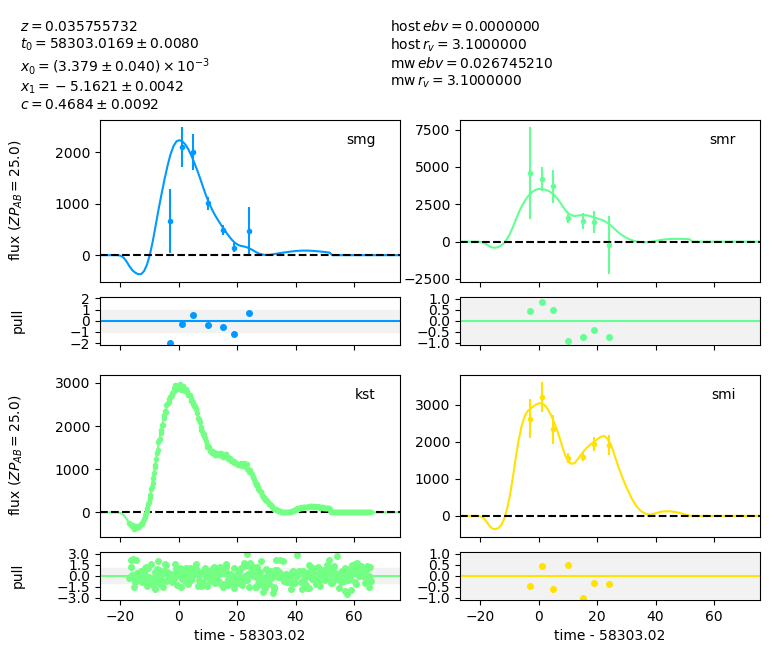 z = 0.035755732
t₀ = 58303.0169 ± 0.0080
x₀ = (3.379 ± 0.040) × 10⁻³
x₁ = −5.1621 ± 0.0042
c = 0.4684 ± 0.0092
host ebv = 0.0000000
host r_v = 3.1000000
mw ebv = 0.026745210
mw r_v = 3.1000000
smg
flux (ZP_AB = 25.0)
2000
1000
0
smr
7500
5000
2500
0
−2500
pull
2
1
0
−1
−2
1.0
0.5
0.0
−0.5
−1.0
kst
flux (ZP_AB = 25.0)
3000
2000
1000
0
smi
3000
2000
1000
0
pull
3.0
1.5
0.0
−1.5
−3.0
−20 0 20 40 60
time - 58303.02
1.0
0.5
0.0
−0.5
−1.0
−20 0 20 40 60
time - 58303.02